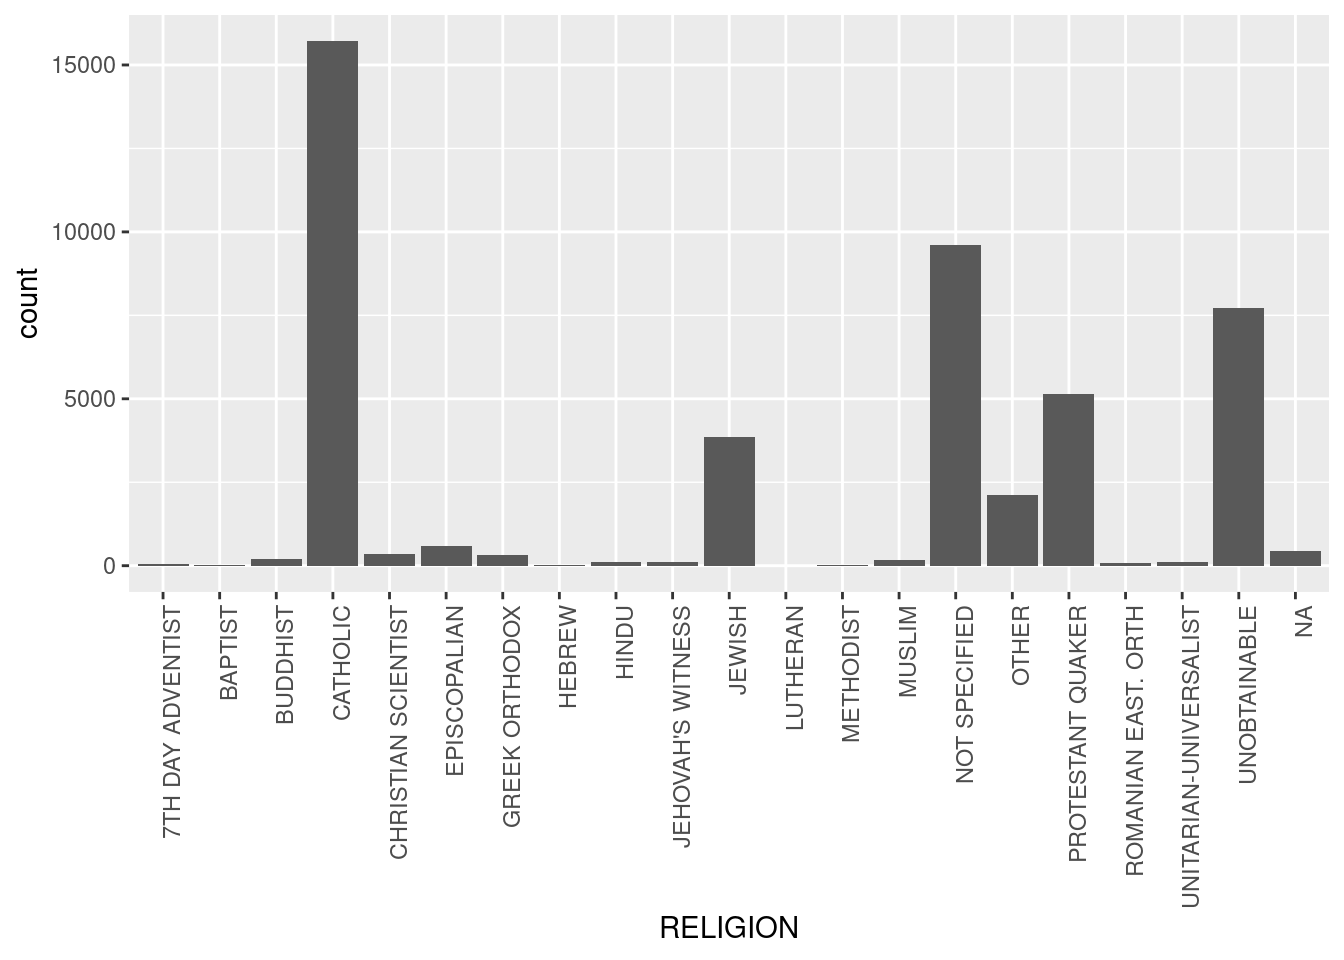 15000
10000
5000
0
count
7TH DAY ADVENTIST
BAPTIST
BUDDHIST
CATHOLIC
CHRISTIAN SCIENTIST
EPISCOPALIAN
GREEK ORTHODOX
HEBREW
HINDU
JEHOVAH'S WITNESS
JEWISH
LUTHERAN
METHODIST
MUSLIM
NOT SPECIFIED
OTHER
PROTESTANT QUAKER
ROMANIAN EAST. ORTH
UNITARIAN-UNIVERSALIST
UNOBTAINABLE
NA
RELIGION